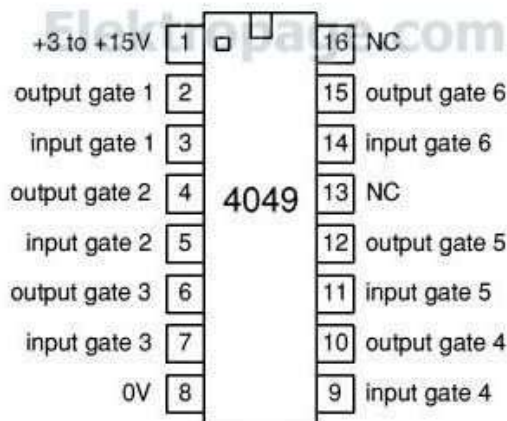 Elektropage.com
+3 to +15V 1 16 NC
output gate 1 2 15 output gate 6
input gate 1 3 14 input gate 6
output gate 2 4 4049 13 NC
input gate 2 5 12 output gate 5
output gate 3 6 11 input gate 5
input gate 3 7 10 output gate 4
0V 8 9 input gate 4